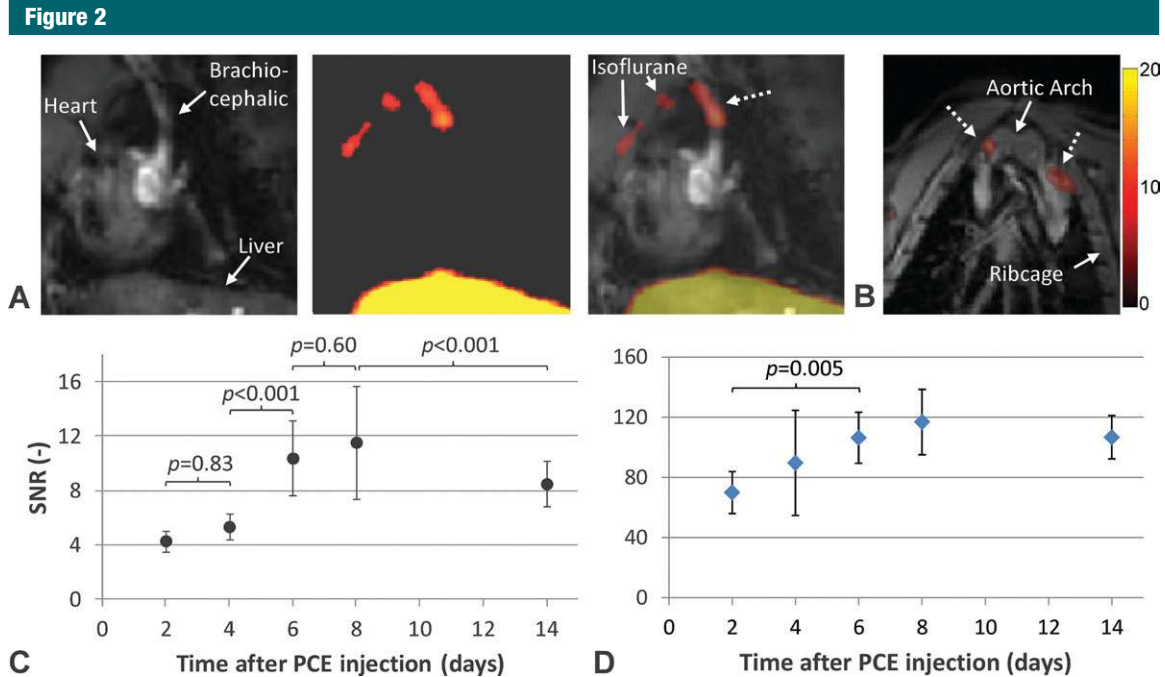 Figure 2
Brachio-
cephalic
Heart
Liver
A
Isoflurane
Aortic Arch
Ribcage
B
20
10
0
p=0.60
p<0.001
p<0.001
p=0.83
SNR (-)
16
12
8
4
0
0 2 4 6 8 10 12 14
Time after PCE injection (days)
C
p=0.005
160
120
80
40
0
0 2 4 6 8 10 12 14
Time after PCE injection (days)
D